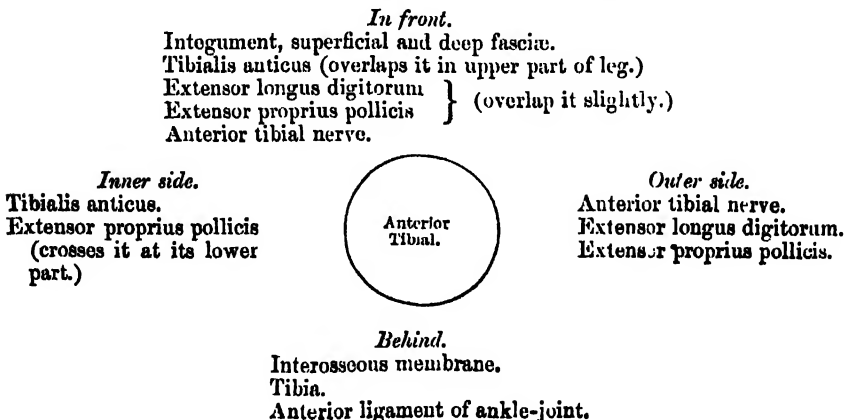 In front.
Intogument, superficial and deep fasciæ.
Tibialis anticus (overlaps it in upper part of leg.)
Extensor longus digitorum
Extensor proprius pollicis } (overlap it slightly.)
Anterior tibial nerve.
Inner side.
Tibialis anticus.
Extensor proprius pollicis
(crosses it at its lower
part.)
Anterior
Tibial.
Outer side.
Anterior tibial nerve.
Extensor longus digitorum.
Extensor proprius pollicis.
Behind.
Interosseous membrane.
Tibia.
Anterior ligament of ankle-joint.